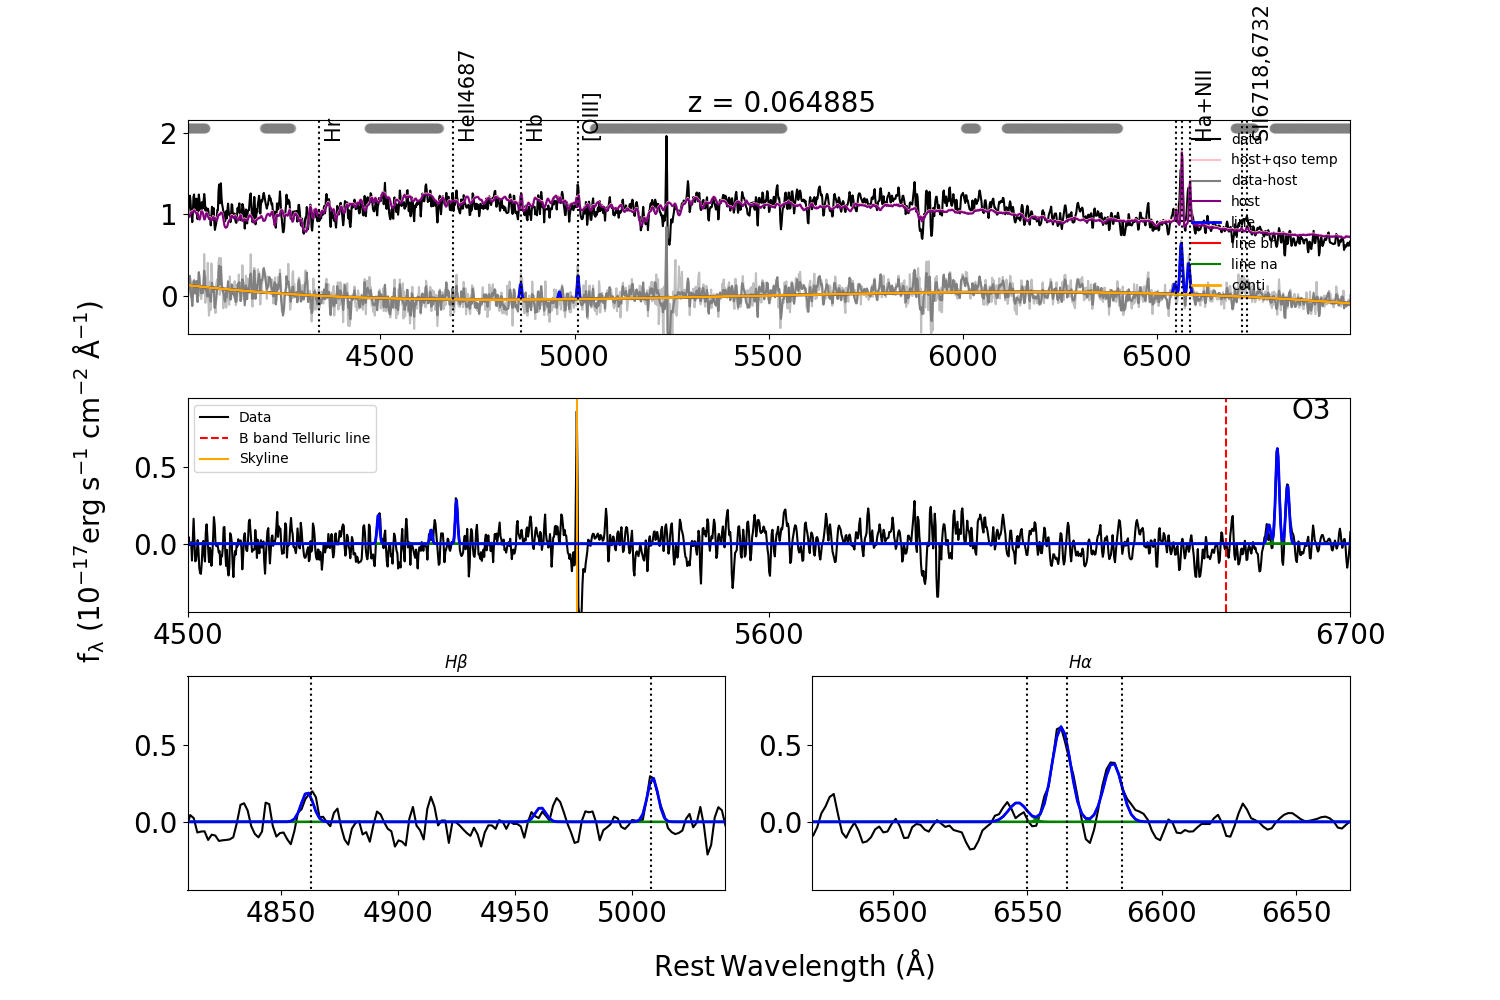 z = 0.064885
Hr
HeII4687
Hb
[OIII]
Ha+NII
SII6718,6732
2
1
0
data
host+qso temp
data-host
host
line
line br
line na
conti
4500 5000 5500 6000 6500
fλ (10⁻¹⁷erg s⁻¹ cm⁻² Å⁻¹)
O3
Data
B band Telluric line
Skyline
0.5
0.0
4500 5600 6700
Hβ
0.5
0.0
4850 4900 4950 5000
Hα
0.5
0.0
6500 6550 6600 6650
Rest Wavelength (Å)